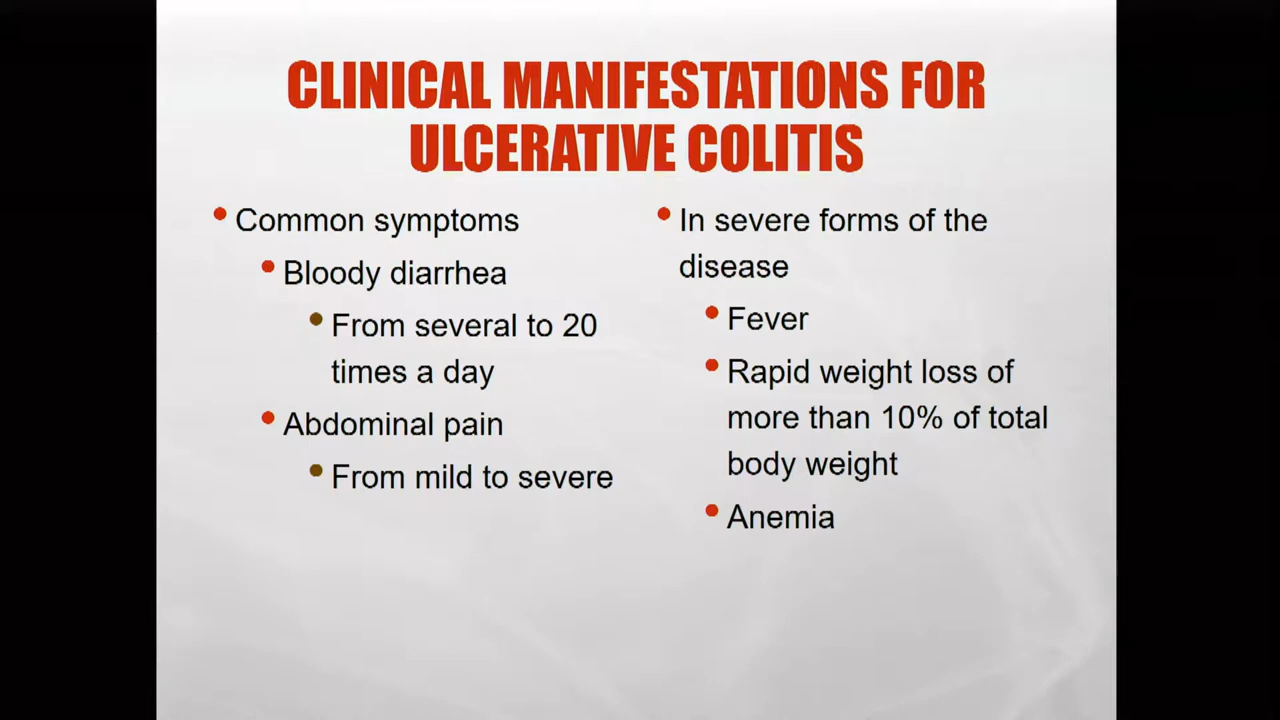 CLINICAL MANIFESTATIONS FOR
ULCERATIVE COLITIS
Common symptoms
Bloody diarrhea
From several to 20
times a day
Abdominal pain
From mild to severe
In severe forms of the
disease
Fever
Rapid weight loss of
more than 10% of total
body weight
Anemia